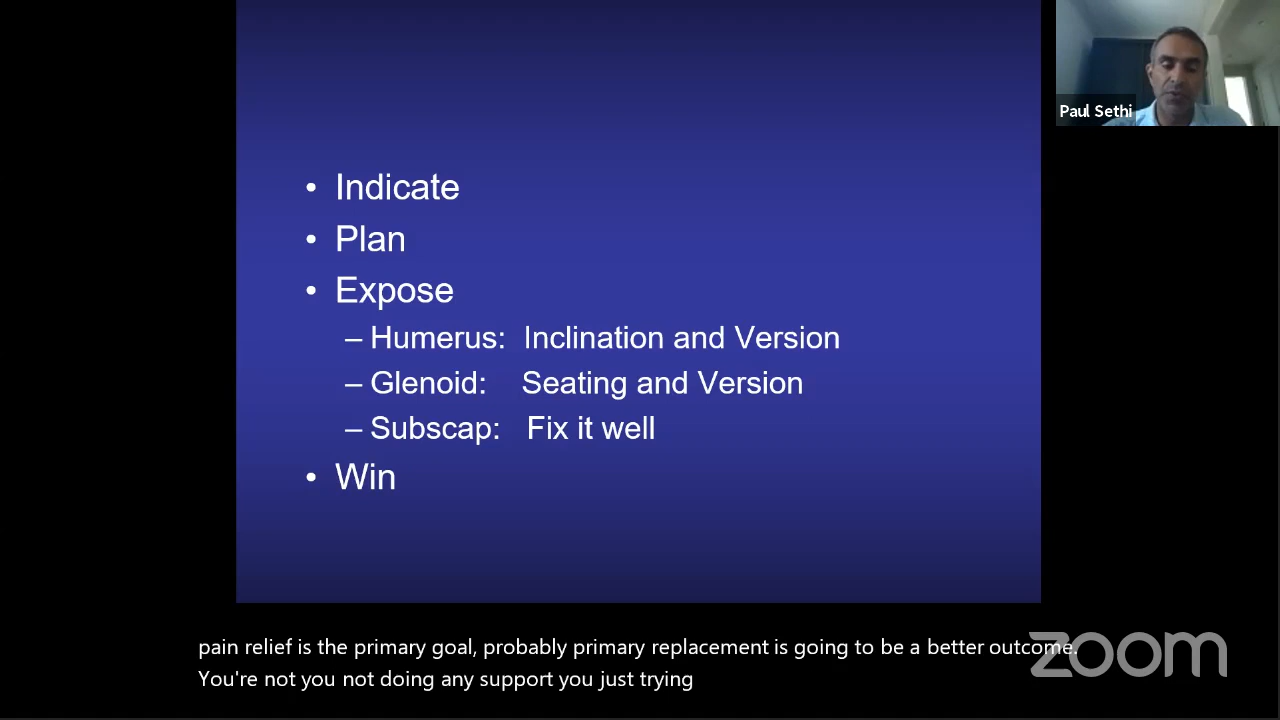 Paul Sethi
• Indicate
• Plan
• Expose
– Humerus: Inclination and Version
– Glenoid: Seating and Version
– Subscap: Fix it well
• Win
pain relief is the primary goal, probably primary replacement is going to be a better outcome.
You're not you not doing any support you just trying
zoom